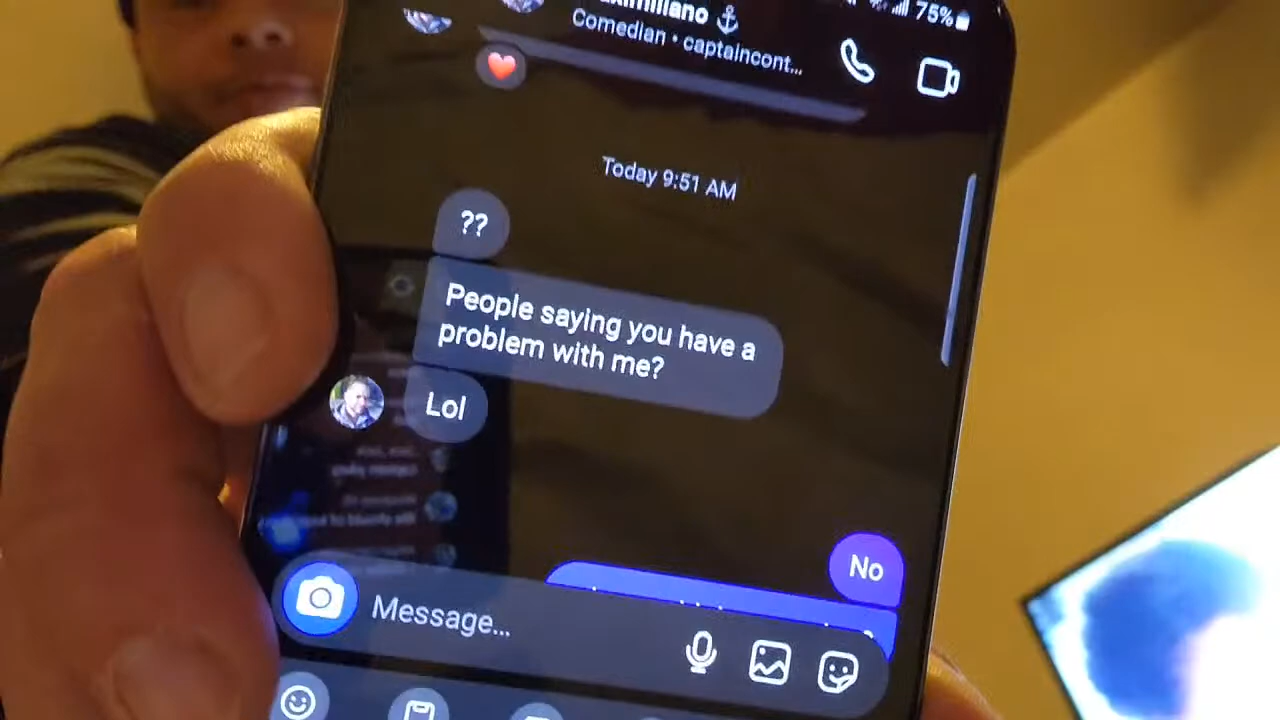 75%
Comedian • captaincont...
Today 9:51 AM
??
People saying you have a
problem with me?
Lol
No
Message...